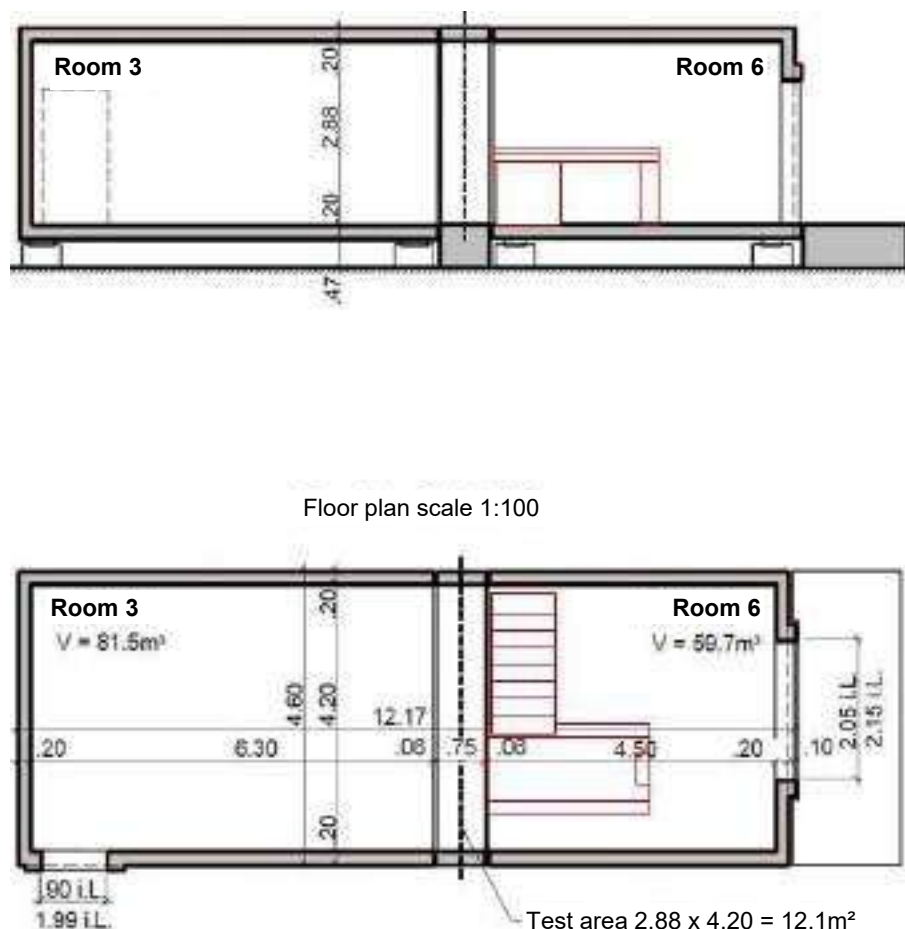 Room 3
Room 6
.20
2.88
.20
.47
Floor plan scale 1:100
Room 3
Room 6
V = 81.5m³
V = 59.7m³
.20
4.60
4.20
12.17
2.05 i.L.
2.15 i.L.
.20
6.30
.06
.75
.06
4.50
.20
.10
.20
.90 i.L.
1.99 i.L.
Test area 2.88 x 4.20 = 12.1m²